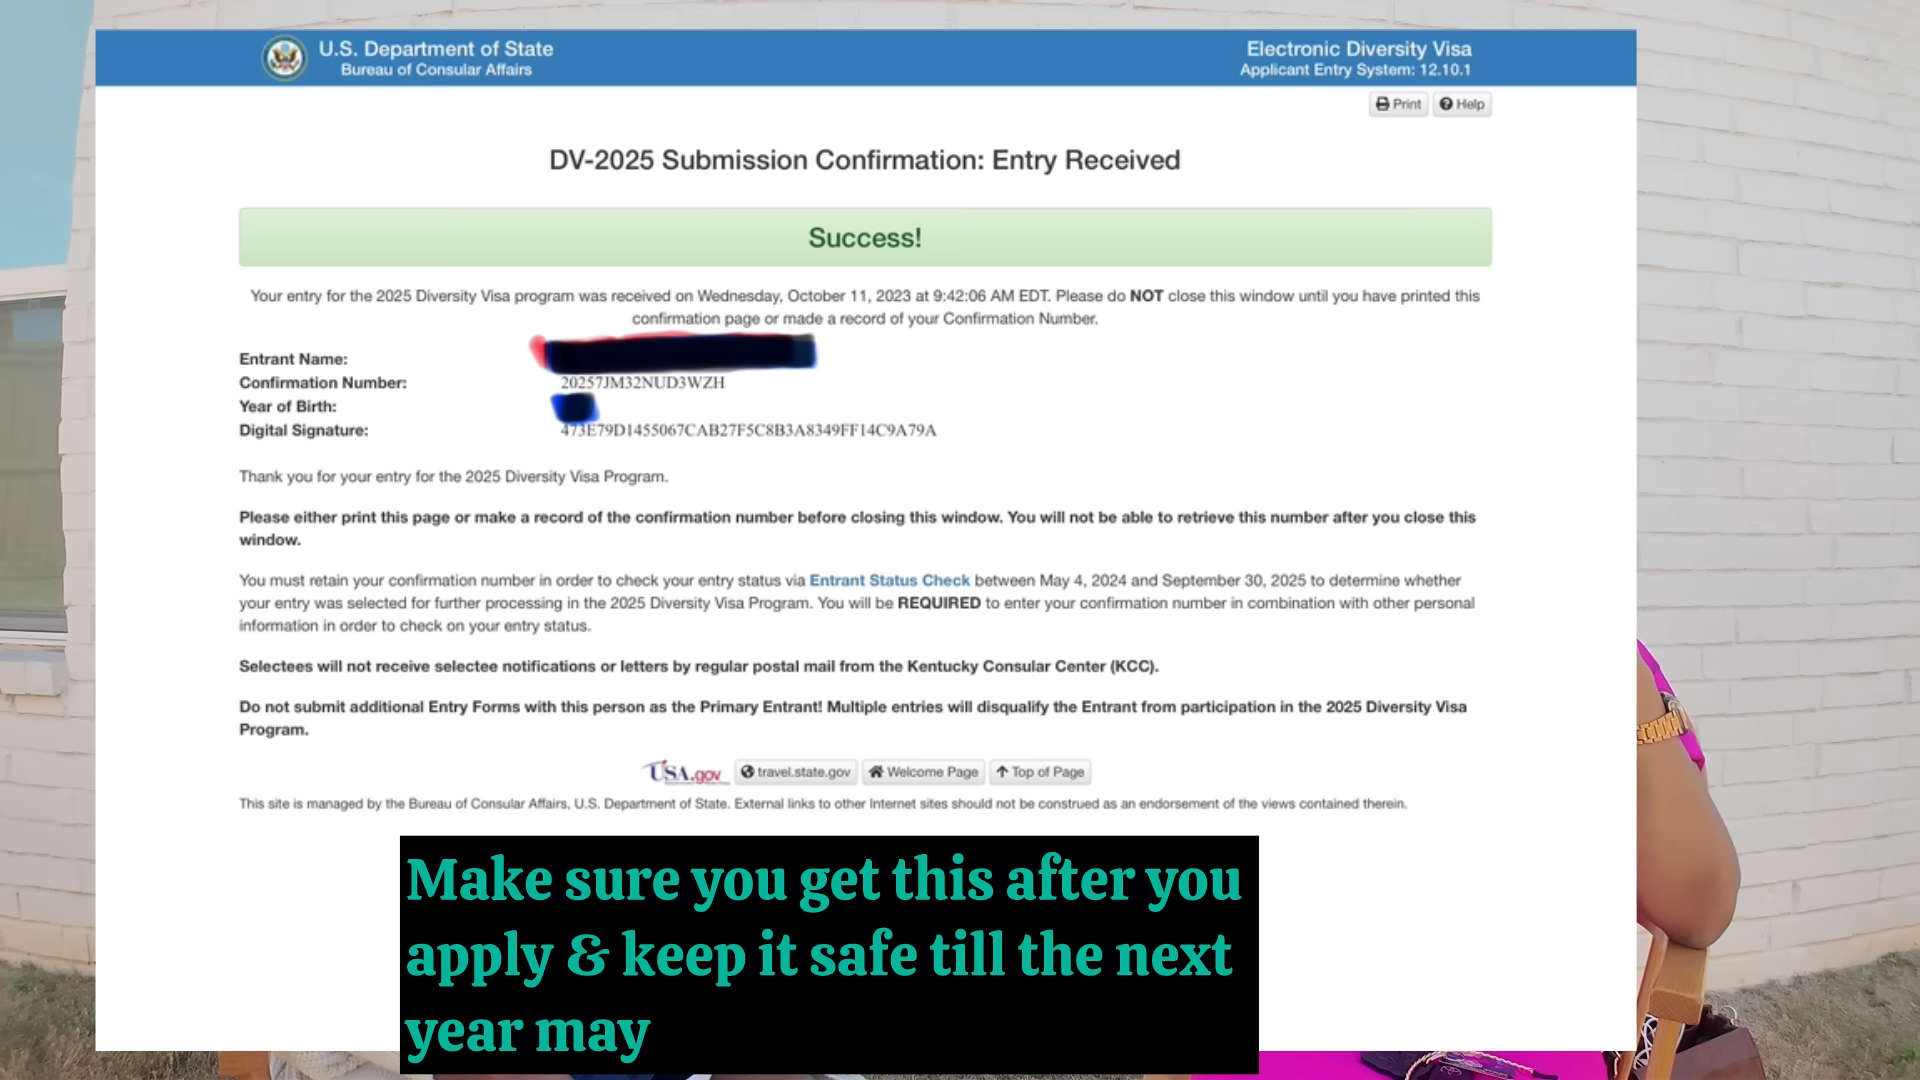 U.S. Department of State
Bureau of Consular Affairs
Electronic Diversity Visa
Applicant Entry System: 12.10.1
Print Help
DV-2025 Submission Confirmation: Entry Received
Success!
Your entry for the 2025 Diversity Visa program was received on Wednesday, October 11, 2023 at 9:42:06 AM EDT. Please do NOT close this window until you have printed this
confirmation page or made a record of your Confirmation Number.
Entrant Name:
Confirmation Number: 20257JM32NUD3WZH
Year of Birth:
Digital Signature: 473E79D1455067CAB27F5C8B3A8349FF14C9A79A
Thank you for your entry for the 2025 Diversity Visa Program.
Please either print this page or make a record of the confirmation number before closing this window. You will not be able to retrieve this number after you close this
window.
You must retain your confirmation number in order to check your entry status via Entrant Status Check between May 4, 2024 and September 30, 2025 to determine whether
your entry was selected for further processing in the 2025 Diversity Visa Program. You will be REQUIRED to enter your confirmation number in combination with other personal
information in order to check on your entry status.
Selectees will not receive selectee notifications or letters by regular postal mail from the Kentucky Consular Center (KCC).
Do not submit additional Entry Forms with this person as the Primary Entrant! Multiple entries will disqualify the Entrant from participation in the 2025 Diversity Visa
Program.
USA.gov travel.state.gov Welcome Page Top of Page
This site is managed by the Bureau of Consular Affairs, U.S. Department of State. External links to other Internet sites should not be construed as an endorsement of the views contained therein.
Make sure you get this after you
apply & keep it safe till the next
year may